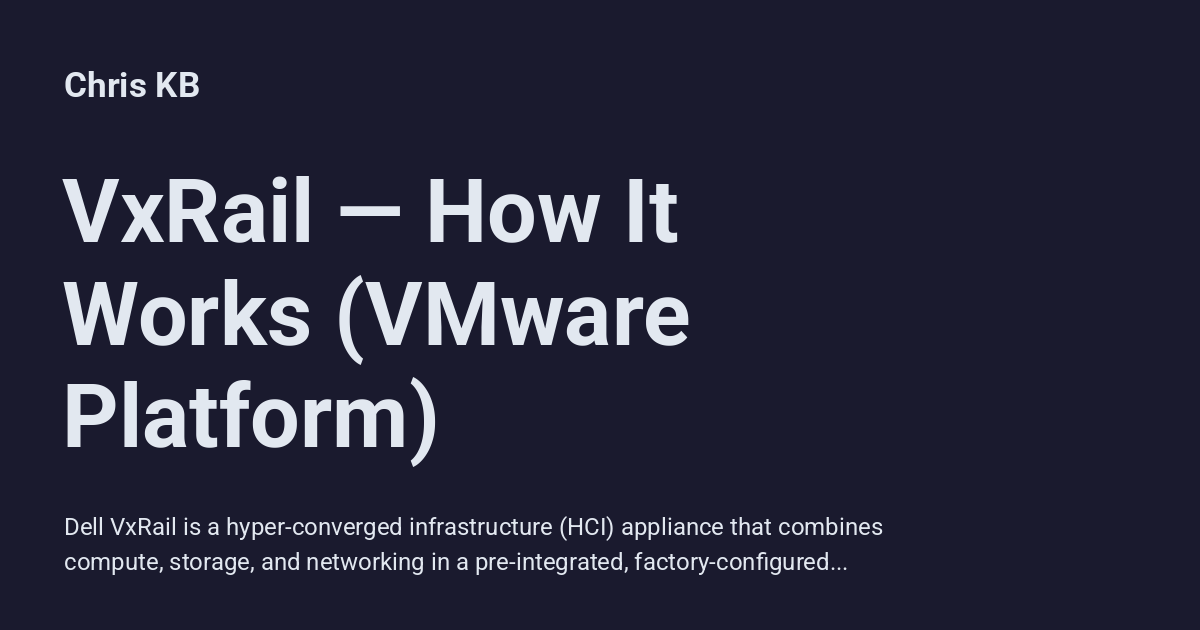 Chris KB
VxRail — How It
Works (VMware
Platform)
Dell VxRail is a hyper-converged infrastructure (HCI) appliance that combines
compute, storage, and networking in a pre-integrated, factory-configured...